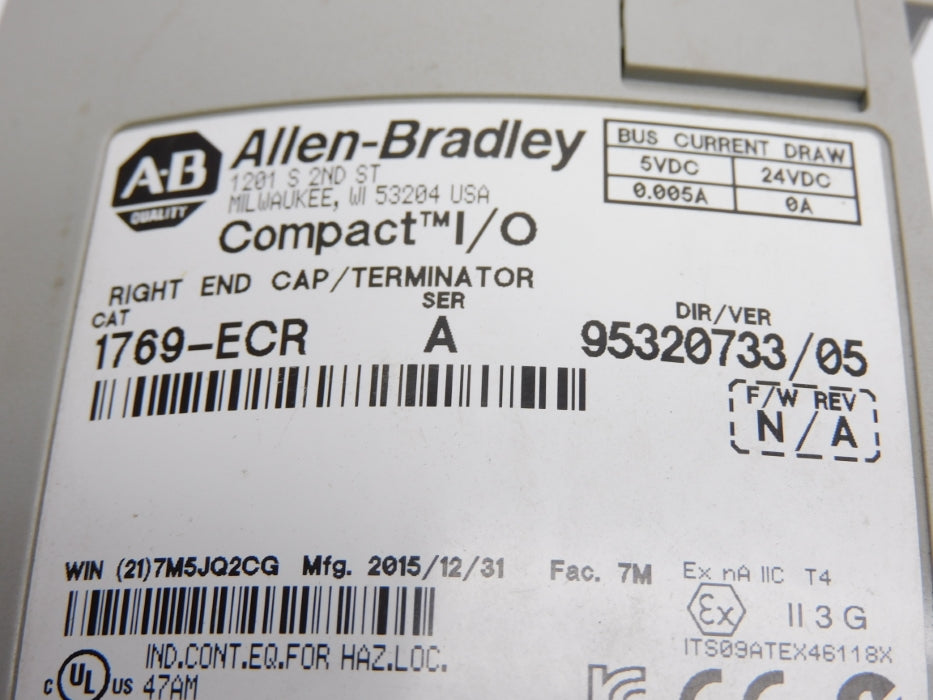 A-B
QUALITY
Allen-Bradley
1201 S 2ND ST
MILWAUKEE, WI 53204 USA
Compact™I/O
BUS CURRENT DRAW
5VDC 24VDC
0.005A 0A
RIGHT END CAP/TERMINATOR
CAT SER DIR/VER
1769-ECR A 95320733/05
F/W REV
N/A
WIN (21)7M5JQ2CG Mfg. 2015/12/31 Fac. 7M
Ex nA IIC T4
Ex II 3 G
ITS09ATEX46118X
IND.CONT.EQ.FOR HAZ.LOC.
C UL US 47AM